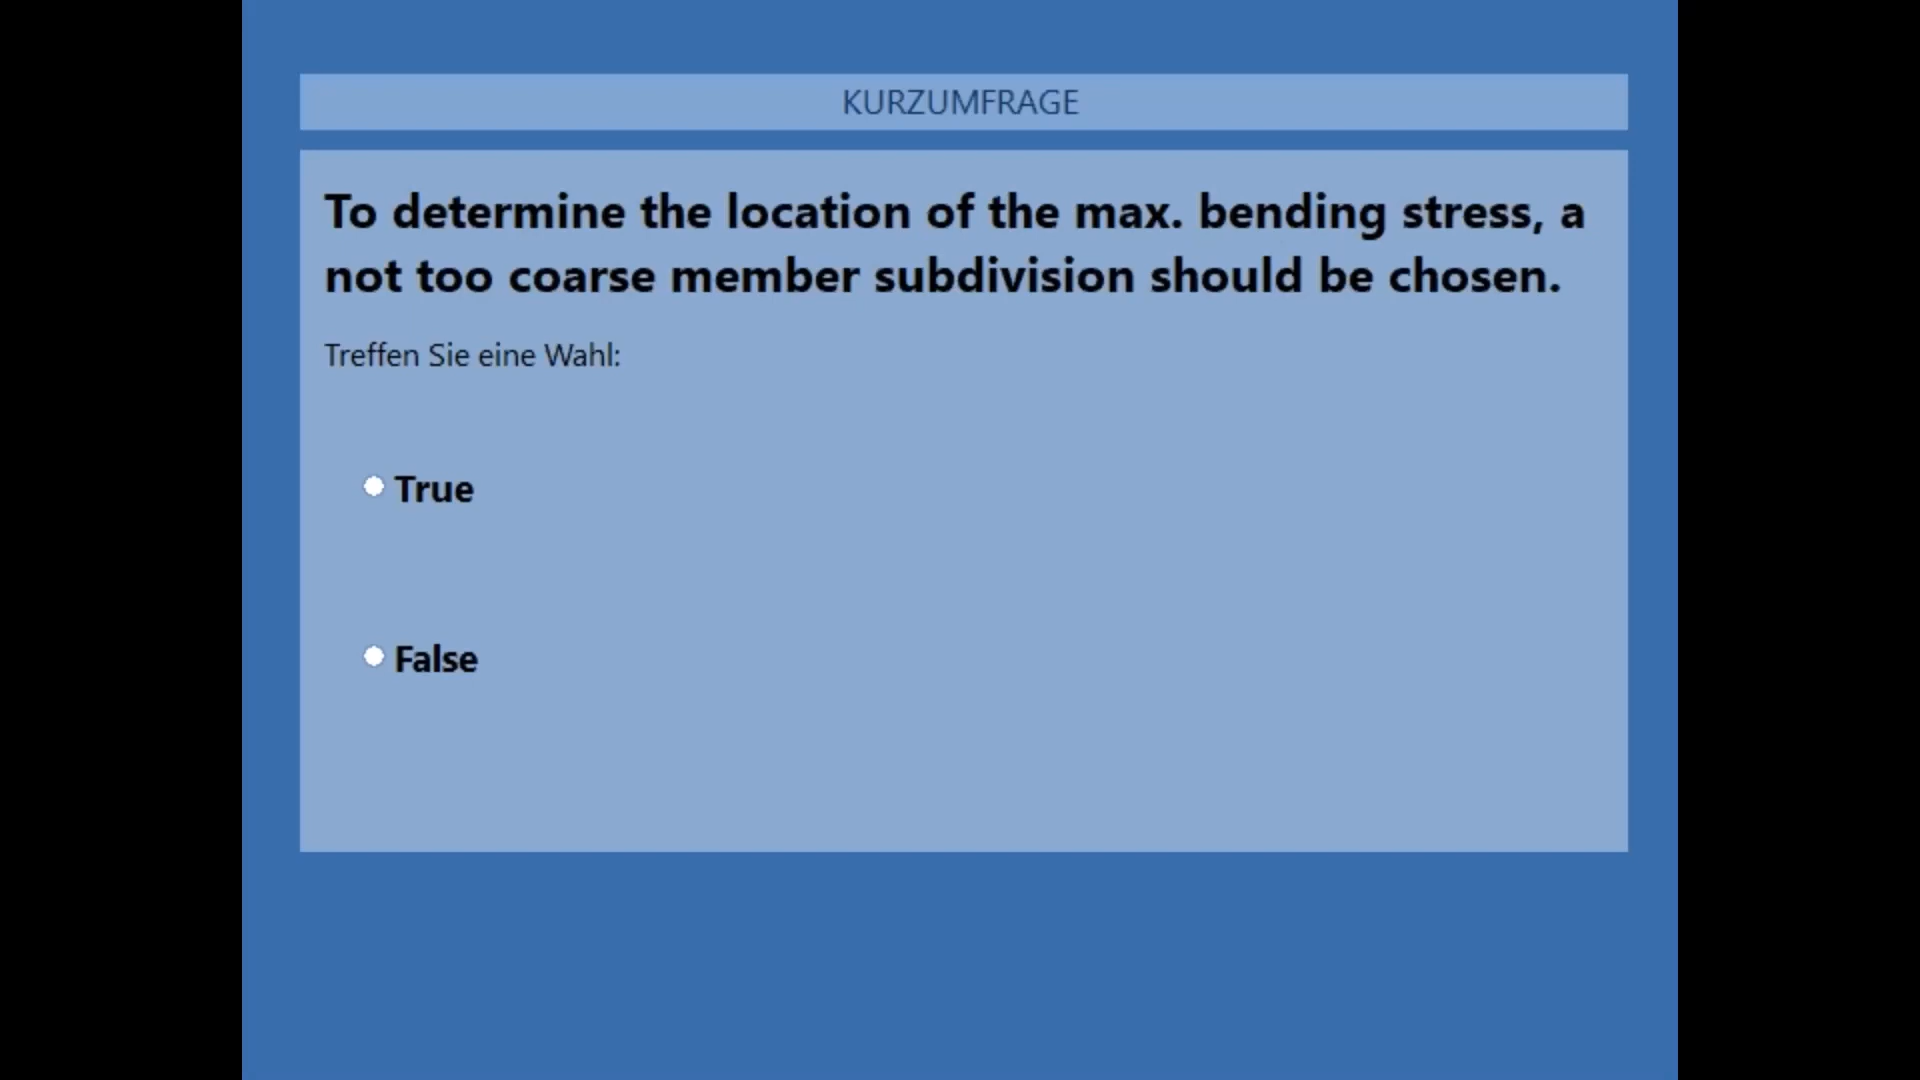 KURZUMFRAGE
To determine the location of the max. bending stress, a
not too coarse member subdivision should be chosen.
Treffen Sie eine Wahl:
True
False